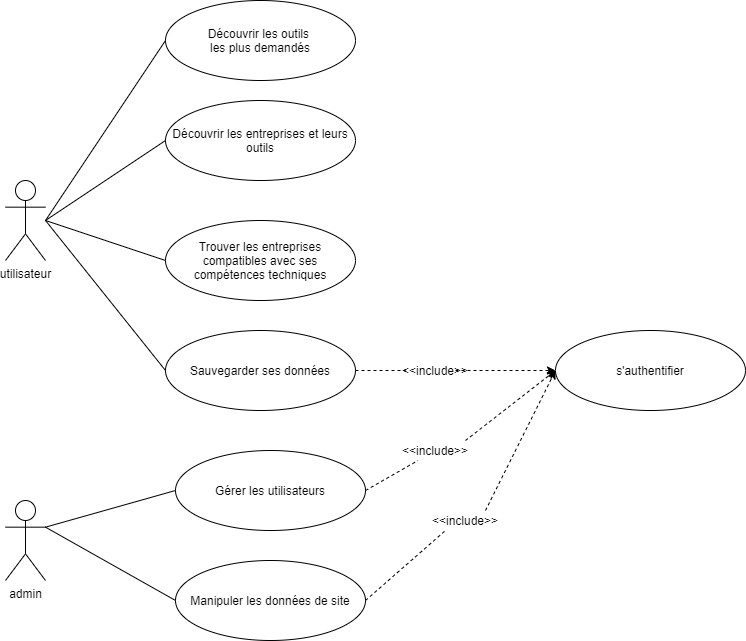 Découvrir les outils
les plus demandés
Découvrir les entreprises et leurs
outils
utilisateur
Trouver les entreprises
compatibles avec ses
compétences techniques
Sauvegarder ses données
<<include>>
s'authentifier
<<include>>
Gérer les utilisateurs
<<include>>
admin
Manipuler les données de site